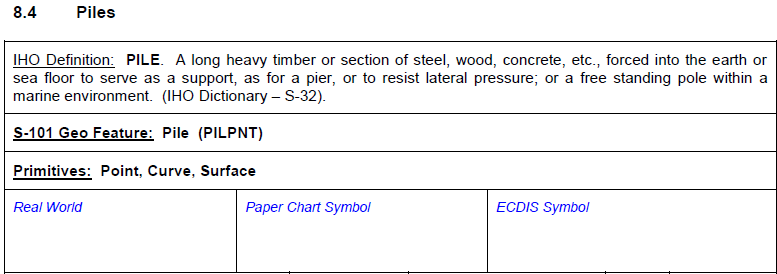 8.4 Piles
IHO Definition: PILE. A long heavy timber or section of steel, wood, concrete, etc., forced into the earth or
sea floor to serve as a support, as for a pier, or to resist lateral pressure; or a free standing pole within a
marine environment. (IHO Dictionary – S-32).
S-101 Geo Feature: Pile (PILPNT)
Primitives: Point, Curve, Surface
Real World Paper Chart Symbol ECDIS Symbol